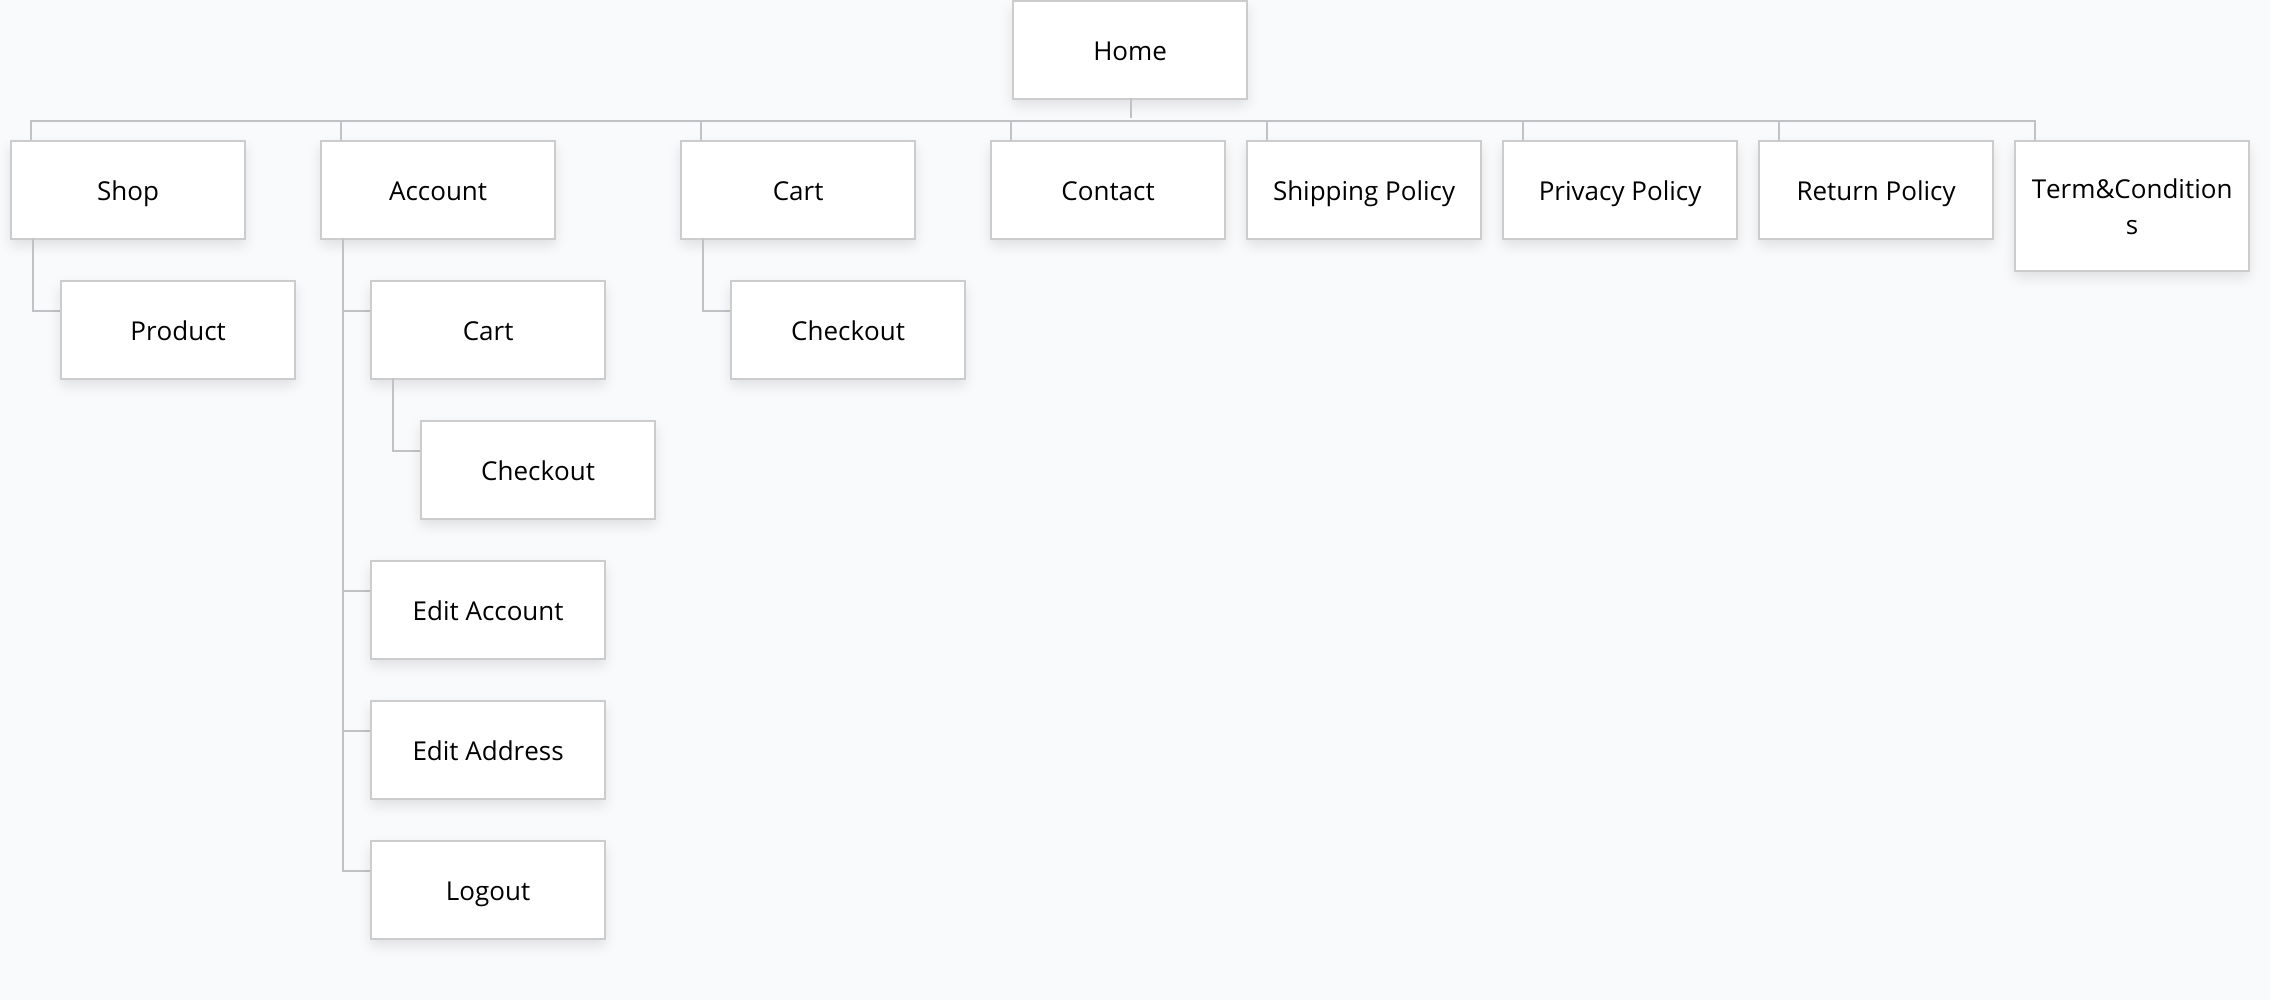 Home
Shop
Account
Cart
Contact
Shipping Policy
Privacy Policy
Return Policy
Term&Condition
s
Product
Cart
Checkout
Checkout
Edit Account
Edit Address
Logout